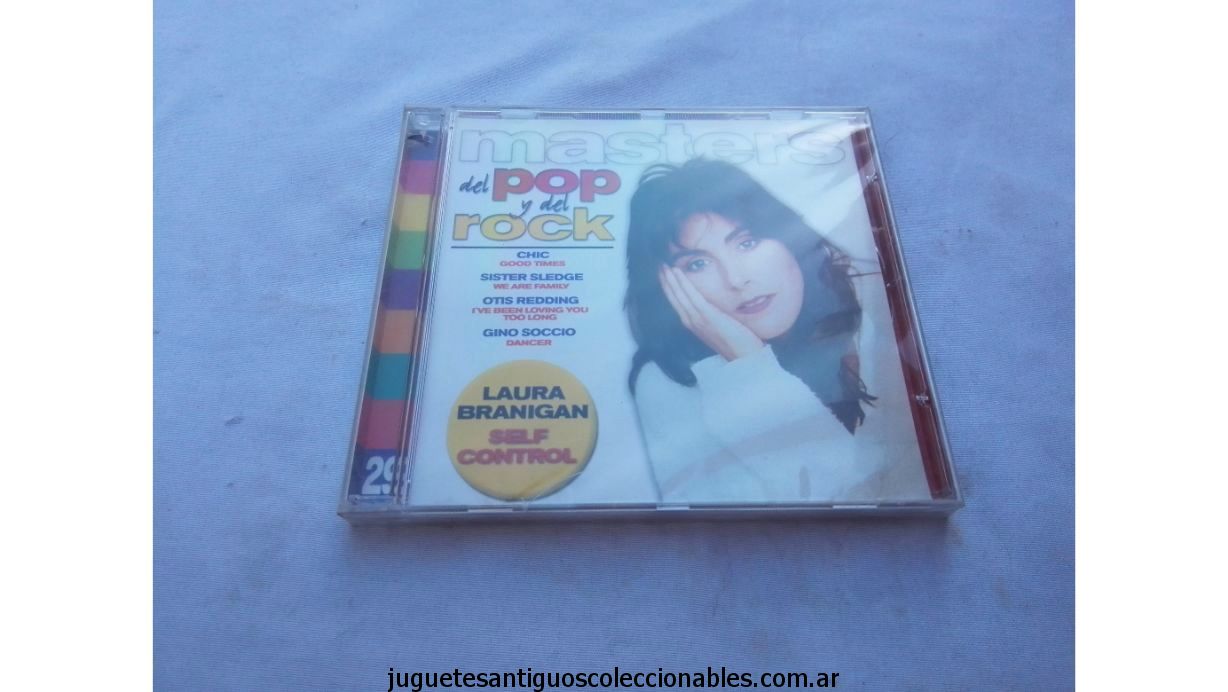 masters
del pop
y del
rock
CHIC
GOOD TIMES
SISTER SLEDGE
WE ARE FAMILY
OTIS REDDING
I'VE BEEN LOVING YOU
TOO LONG
GINO SOCCIO
DANCER
LAURA
BRANIGAN
SELF
CONTROL
29
juguetesantiguoscoleccionables.com.ar